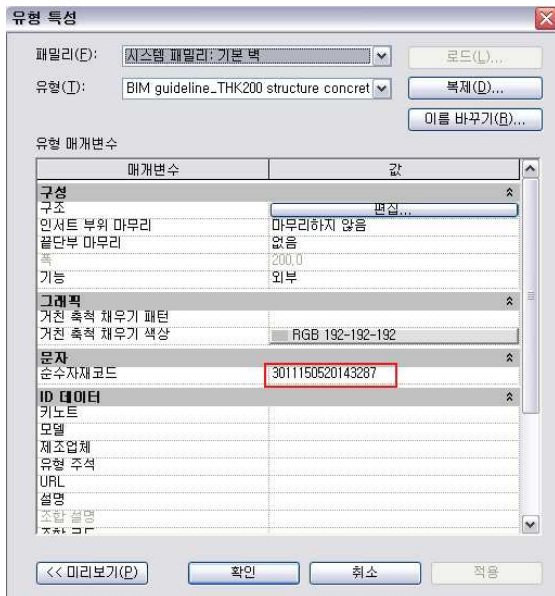 유형 특성
패밀리(F): 시스템 패밀리: 기본 벽 로드(L)...
유형(T): BIM guideline_THK200 structure concret 복제(D)...
이름 바꾸기(R)...
유형 매개변수
매개변수 값
구성
구조 편집...
인서트 부위 마무리 마무리하지 않음
끝단부 마무리 없음
폭 200.0
기능 외부
그래픽
거친 축척 채우기 패턴
거친 축척 채우기 색상 RGB 192-192-192
문자
순수자재코드 3011150520143287
ID 데이터
키노트
모델
제조업체
유형 주석
URL
설명
조합 설명
조합 코드
<< 미리보기(P) 확인 취소 적용